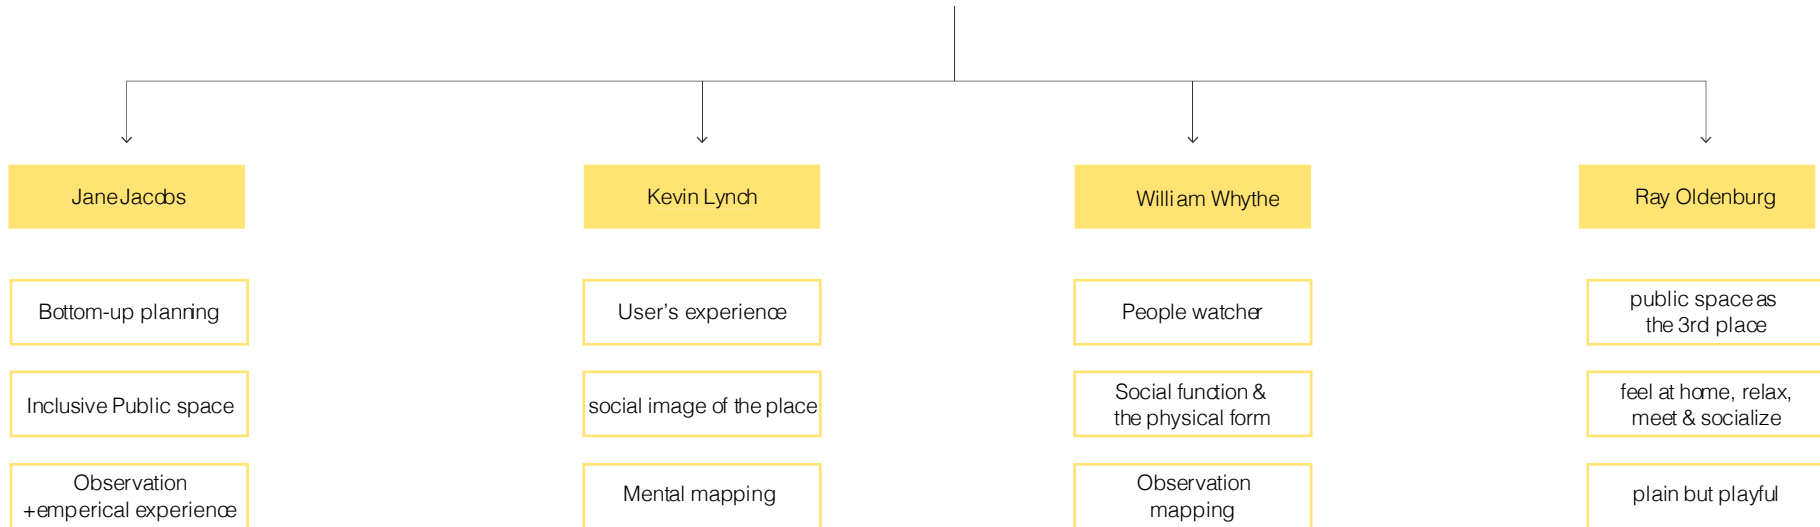 Jane Jacobs
Bottom-up planning
Inclusive Public space
Observation
+emperical experience
Kevin Lynch
User's experience
social image of the place
Mental mapping
William Whythe
People watcher
Social function &
the physical form
Observation
mapping
Ray Oldenburg
public space as
the 3rd place
feel at home, relax,
meet & socialize
plain but playful